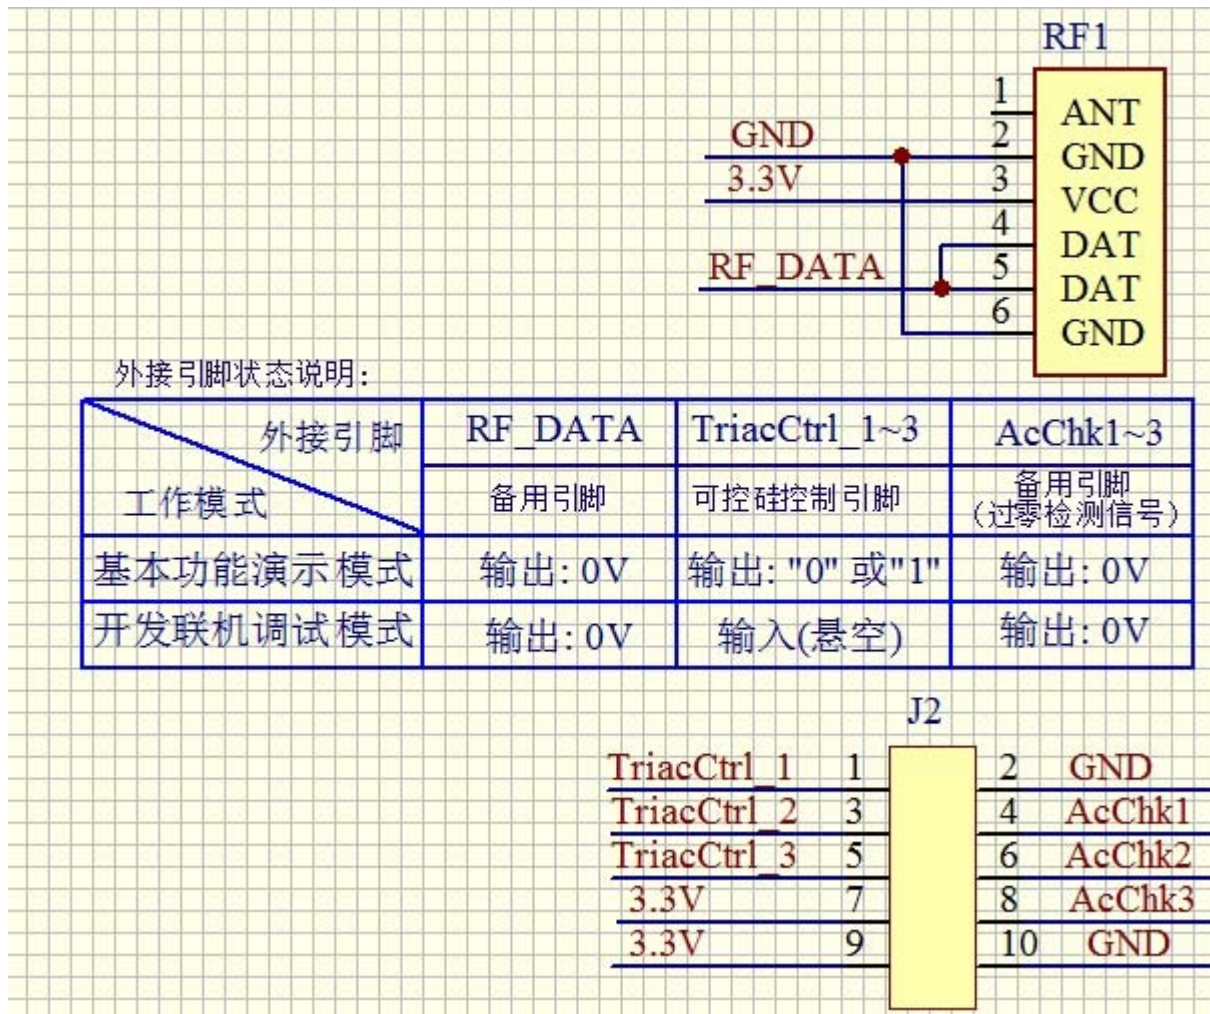 RF1
1 ANT
GND 2 GND
3.3V 3 VCC
4 DAT
RF_DATA 5 DAT
6 GND
外接引脚状态说明:
外接引脚 RF_DATA TriacCtrl_1~3 AcChk1~3
工作模式 备用引脚 可控硅控制引脚 备用引脚
(过零检测信号)
基本功能演示模式 输出: 0V 输出: "0" 或"1" 输出: 0V
开发联机调试模式 输出: 0V 输入(悬空) 输出: 0V
J2
TriacCtrl_1 1 2 GND
TriacCtrl_2 3 4 AcChk1
TriacCtrl_3 5 6 AcChk2
3.3V 7 8 AcChk3
3.3V 9 10 GND